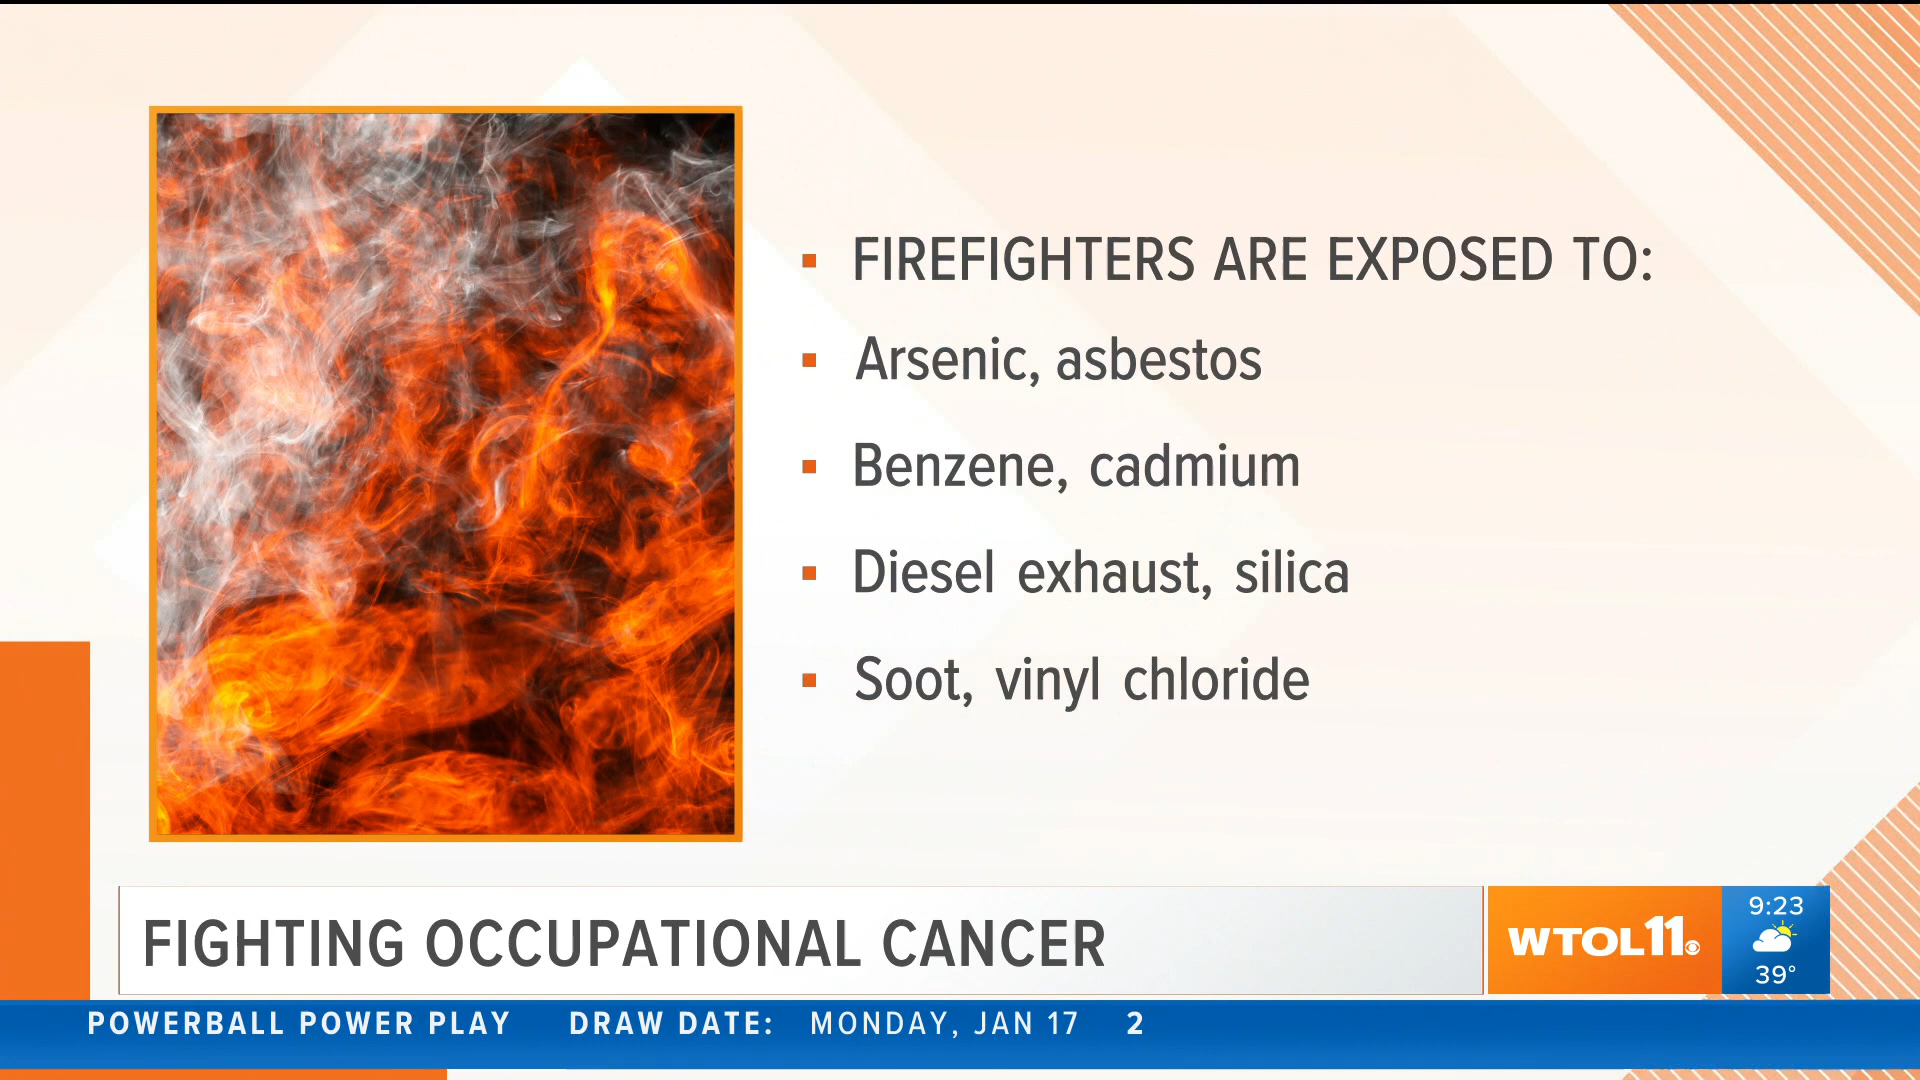 FIREFIGHTERS ARE EXPOSED TO:
Arsenic, asbestos
Benzene, cadmium
Diesel exhaust, silica
Soot, vinyl chloride
FIGHTING OCCUPATIONAL CANCER
WTOL11
9:23
39°
POWERBALL POWER PLAY DRAW DATE: MONDAY, JAN 17 2